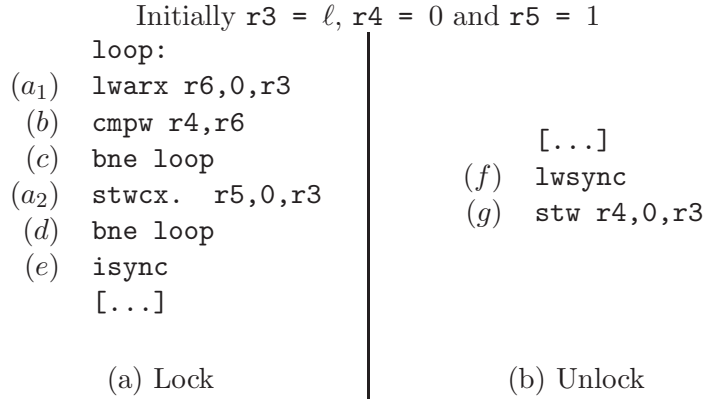 Initially r3 = ℓ, r4 = 0 and r5 = 1
loop:
(a₁) lwarx r6,0,r3
(b) cmpw r4,r6
(c) bne loop
(a₂) stwcx. r5,0,r3
(d) bne loop
(e) isync
[...]
(a) Lock
[...]
(f) lwsync
(g) stw r4,0,r3
(b) Unlock